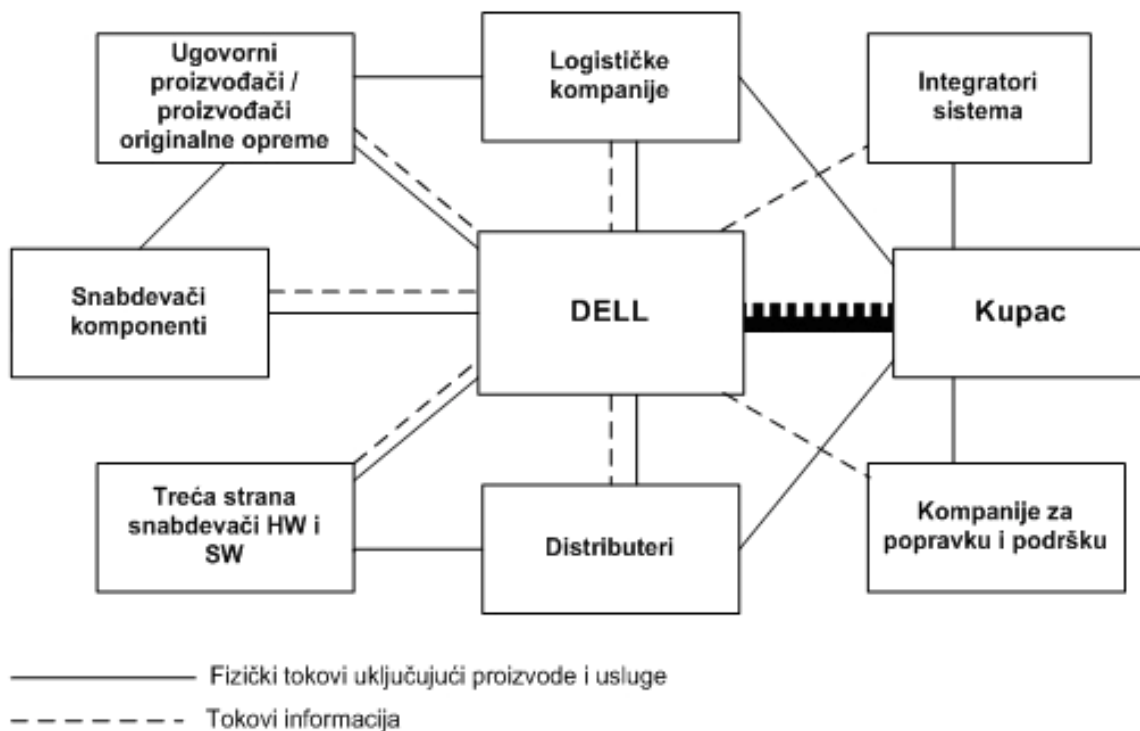 Ugovorni
proizvođači /
proizvođači
originalne opreme
Logističke
kompanije
Integratori
sistema
Snabdevači
komponenti
DELL
Kupac
Treća strana
snabdevači HW i
SW
Distributeri
Kompanije za
popravku i podršku
Fizički tokovi uključujući proizvode i usluge
Tokovi informacija